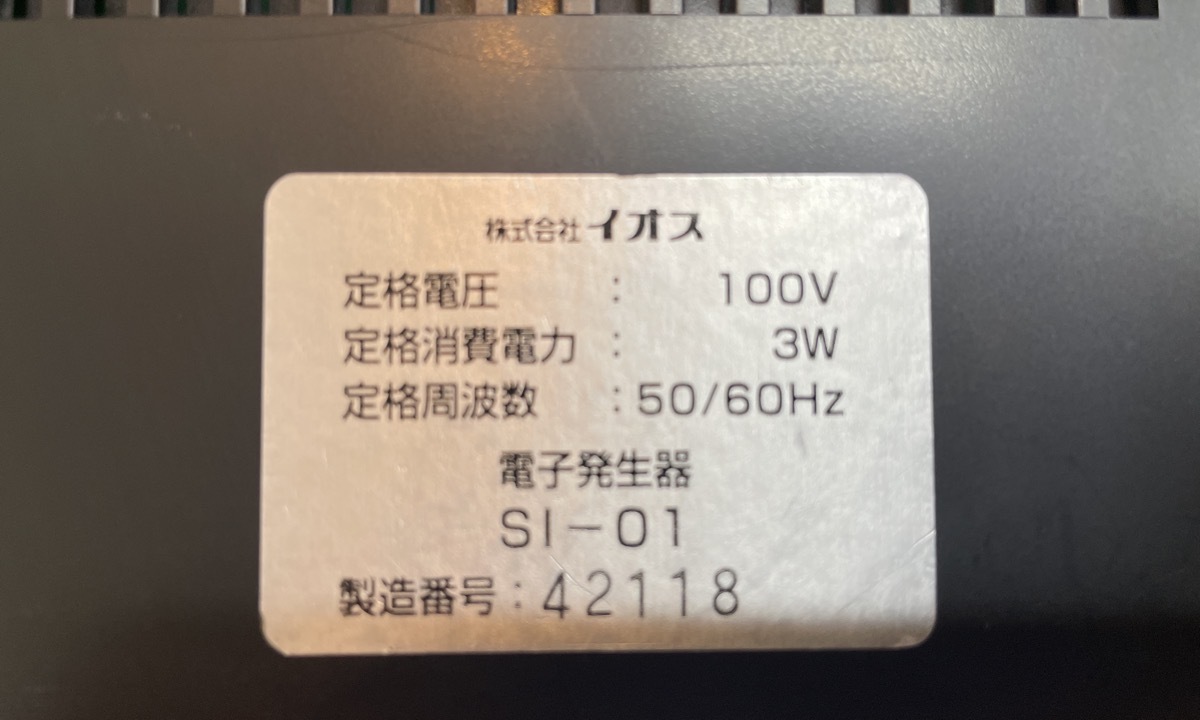 株式会社イオス
定格電圧 : 100V
定格消費電力 : 3W
定格周波数 : 50/60Hz
電子発生器
SI-01
製造番号 : 42118